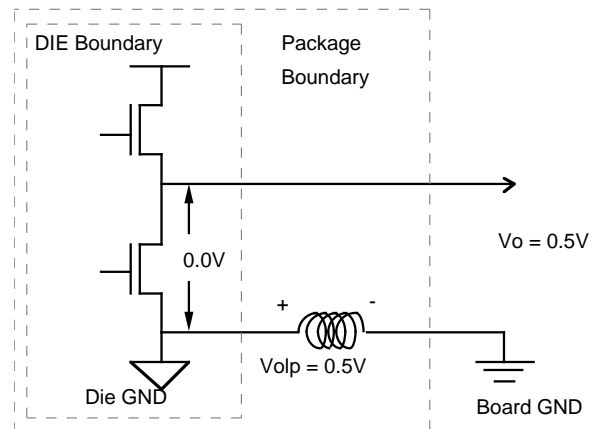 DIE Boundary
Package
Boundary
0.0V
Vo = 0.5V
+ -
Volp = 0.5V
Die GND
Board GND